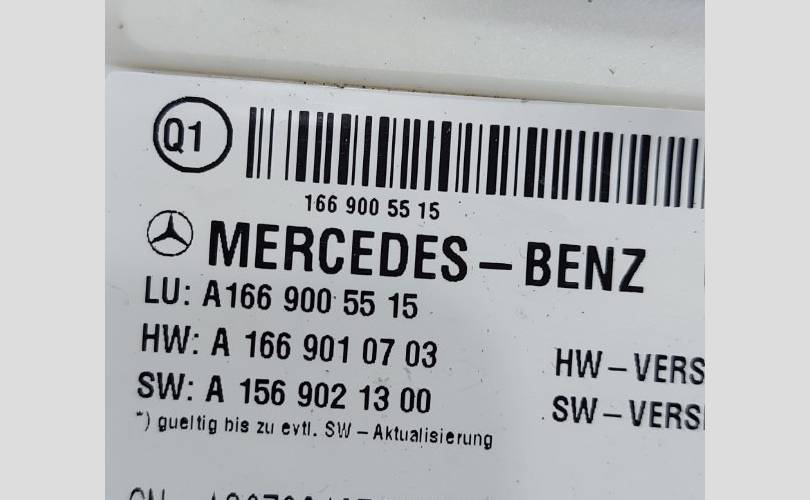 Q1
166 900 55 15
MERCEDES-BENZ
LU: A166 900 55 15
HW: A 166 901 07 03
HW-VERS
SW: A 156 902 13 00
SW-VERSI
*) gueltig bis zu evtl. SW-Aktualisierung